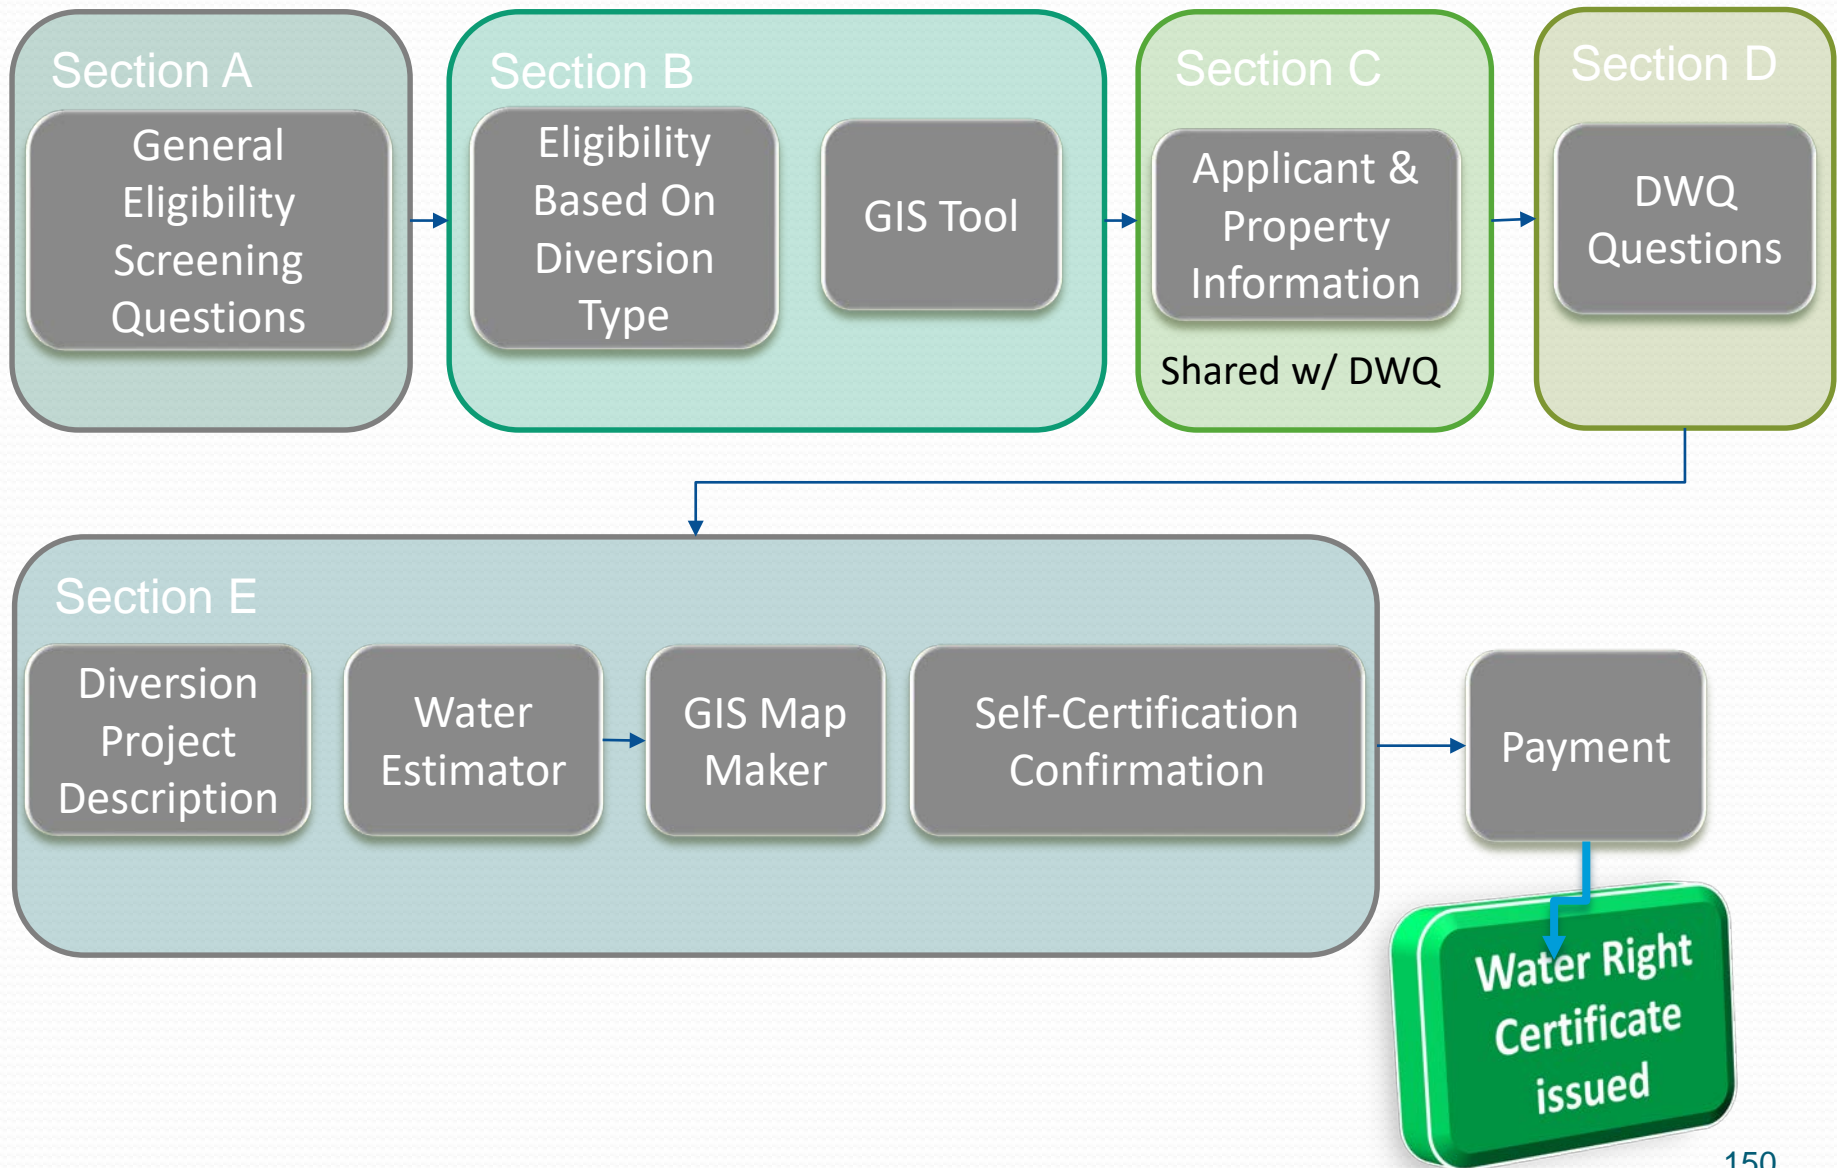 Section A
General
Eligibility
Screening
Questions
Section B
Eligibility
Based On
Diversion
Type
GIS Tool
Section C
Applicant &
Property
Information
Shared w/ DWQ
Section D
DWQ
Questions
Section E
Diversion
Project
Description
Water
Estimator
GIS Map
Maker
Self-Certification
Confirmation
Payment
Water Right
Certificate
issued
150